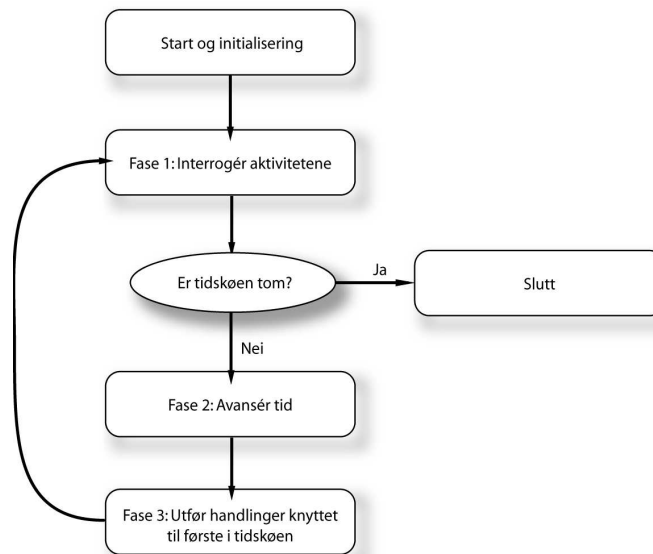 Start og initialisering
Fase 1: Interrogér aktivitetene
Er tidskøen tom?
Ja
Slutt
Nei
Fase 2: Avansér tid
Fase 3: Utfør handlinger knyttet
til første i tidskøen